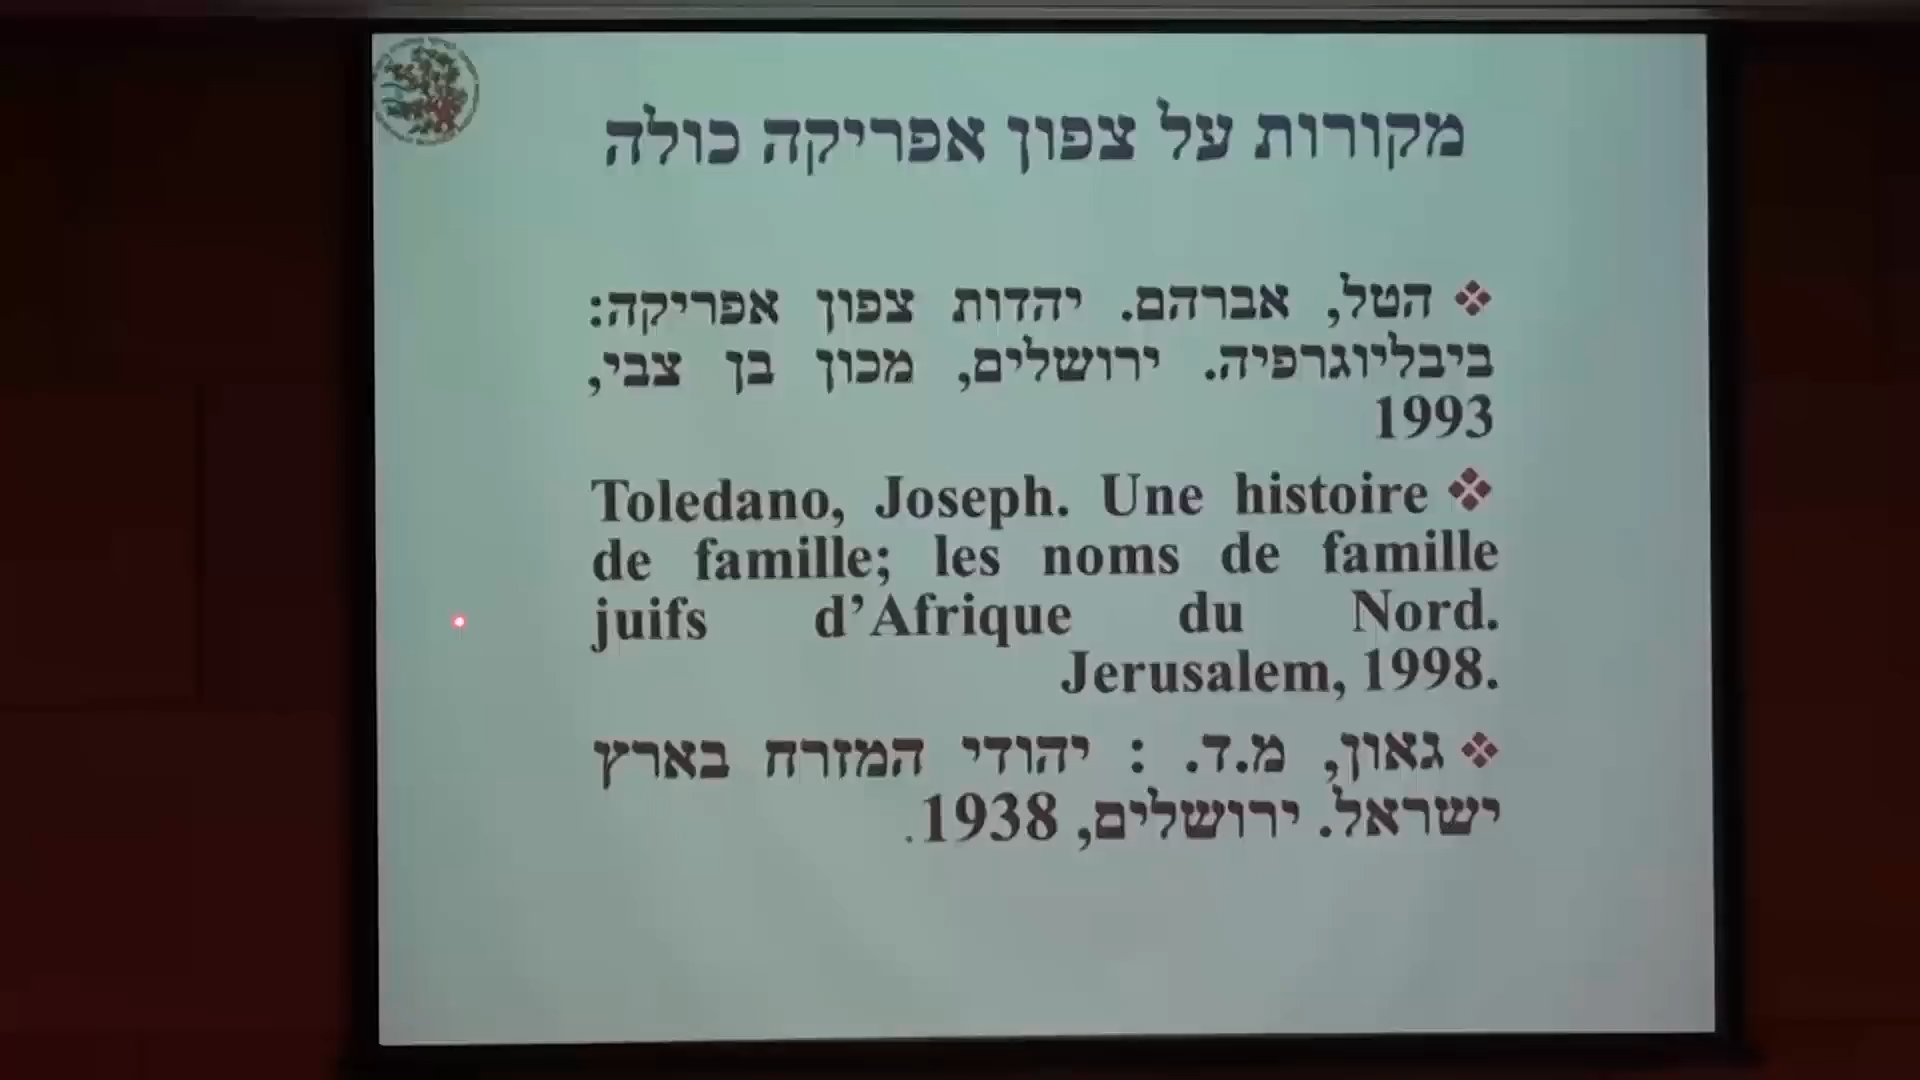 מקורות על צפון אפריקה כולה
הטל, אברהם. יהדות צפון אפריקה:
ביבליוגרפיה. ירושלים, מכון בן צבי,
1993
Toledano, Joseph. Une histoire
de famille; les noms de famille
juifs d’Afrique du Nord.
Jerusalem, 1998.
גאון, מ.ד. : יהודי המזרח בארץ
ישראל. ירושלים, 1938.